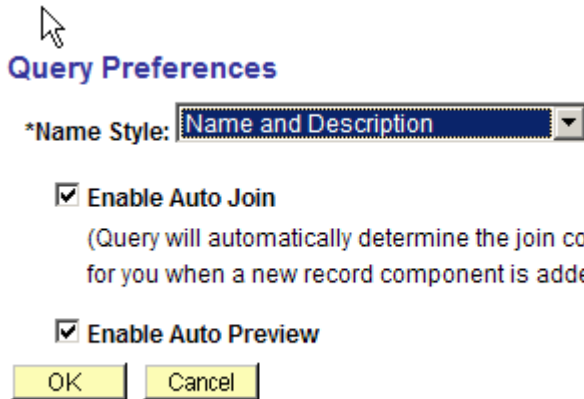 Query Preferences
*Name Style: Name and Description
Enable Auto Join
(Query will automatically determine the join
for you when a new record component is
Enable Auto Preview
OK Cancel